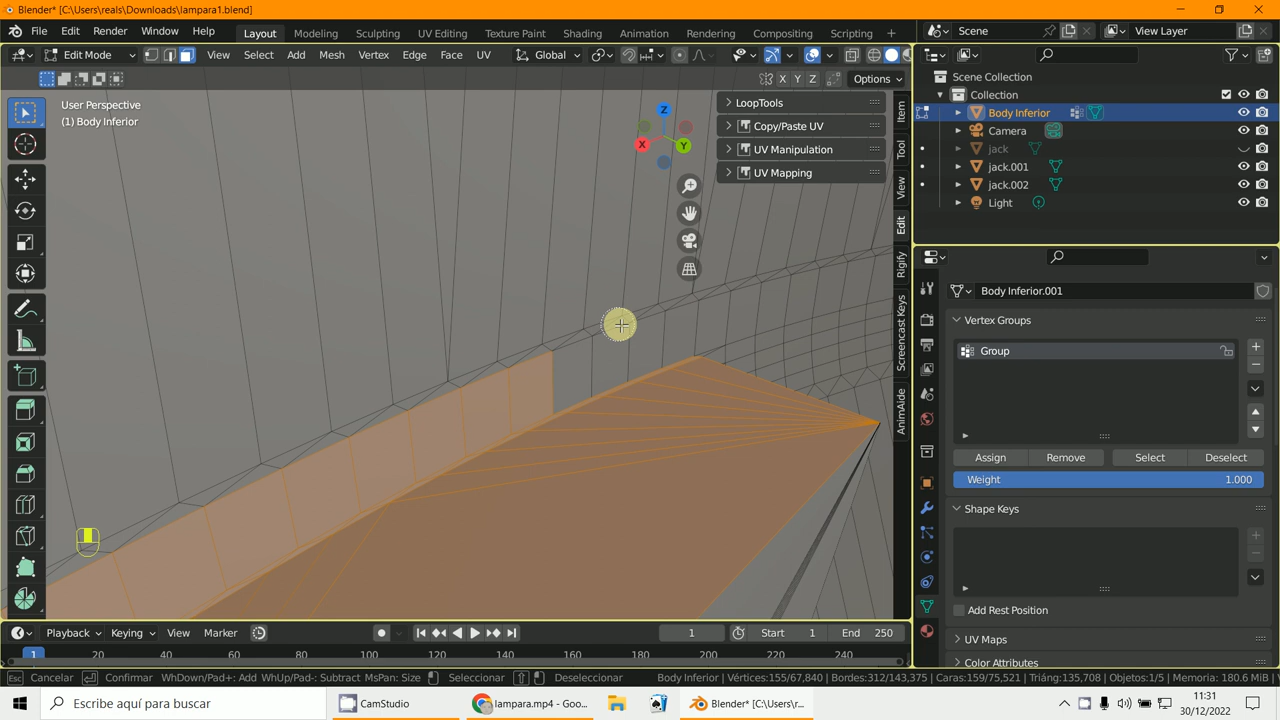 Blender* [C:\Users\reals\Downloads\lampara1.blend]
File Edit Render Window Help Layout Modeling Sculpting UV Editing Texture Paint Shading Animation Rendering Compositing Scripting Scene View Layer
Edit Mode View Select Add Mesh Vertex Edge Face UV Global
X Y Z Options
User Perspective
(1) Body Inferior
Z
X
Y
LoopTools
Copy/Paste UV
UV Manipulation
UV Mapping
Item
Tool
View
Edit
Rigify
Screencast Keys
AnimAide
Scene Collection
Collection
Body Inferior
Camera
jack
jack.001
jack.002
Light
Body Inferior.001
Vertex Groups
Group
Assign Remove Select Deselect
Weight 1.000
Shape Keys
Add Rest Position
UV Maps
Color Attributes
Playback Keying View Marker 1 Start 1 End 250
1 20 40 60 80 100 120 140 160 180 200 220 240
Esc Cancelar Confirmar WhDown/Pad+: Add WhUp/Pad-: Subtract MsPan: Size Seleccionar Deseleccionar Body Inferior | Vértices:155/67,840 | Bordes:312/143,375 | Caras:159/75,521 | Triáng:135,708 | Objetos:1/5 | Memoria: 180.6 MiB
Escribe aquí para buscar
CamStudio
lampara.mp4 - Goo...
Blender* [C:\Users\r...
11:31
30/12/2022